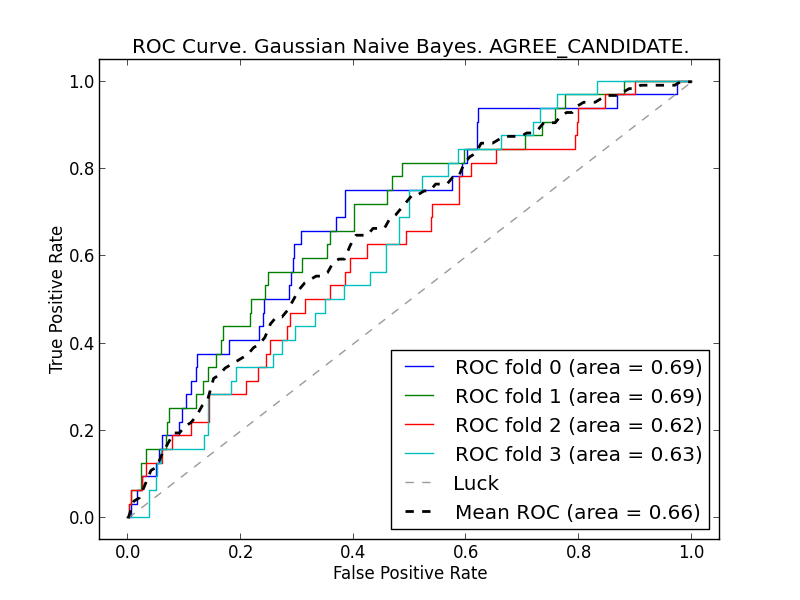 ROC Curve. Gaussian Naive Bayes. AGREE_CANDIDATE.
True Positive Rate
1.0
0.8
0.6
0.4
0.2
0.0
0.0 0.2 0.4 0.6 0.8 1.0
False Positive Rate
ROC fold 0 (area = 0.69)
ROC fold 1 (area = 0.69)
ROC fold 2 (area = 0.62)
ROC fold 3 (area = 0.63)
Luck
Mean ROC (area = 0.66)